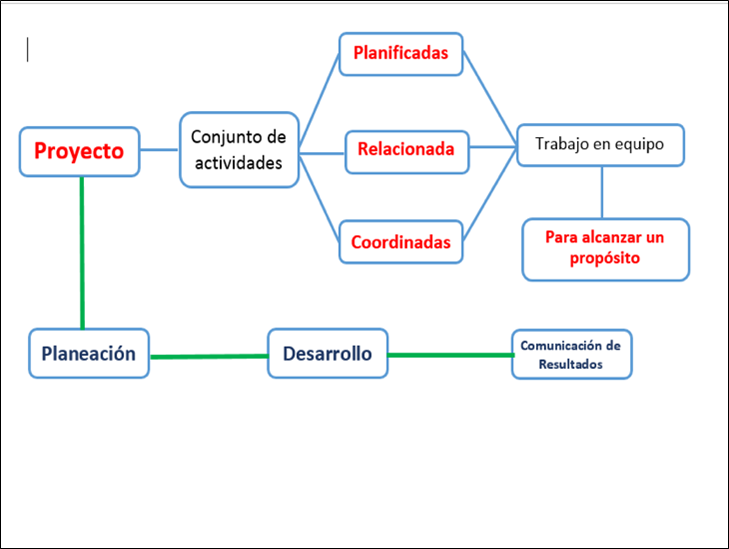 Planificadas
Proyecto
Conjunto de
actividades
Relacionada
Trabajo en equipo
Coordinadas
Para alcanzar un
propósito
Planeación
Desarrollo
Comunicación de
Resultados